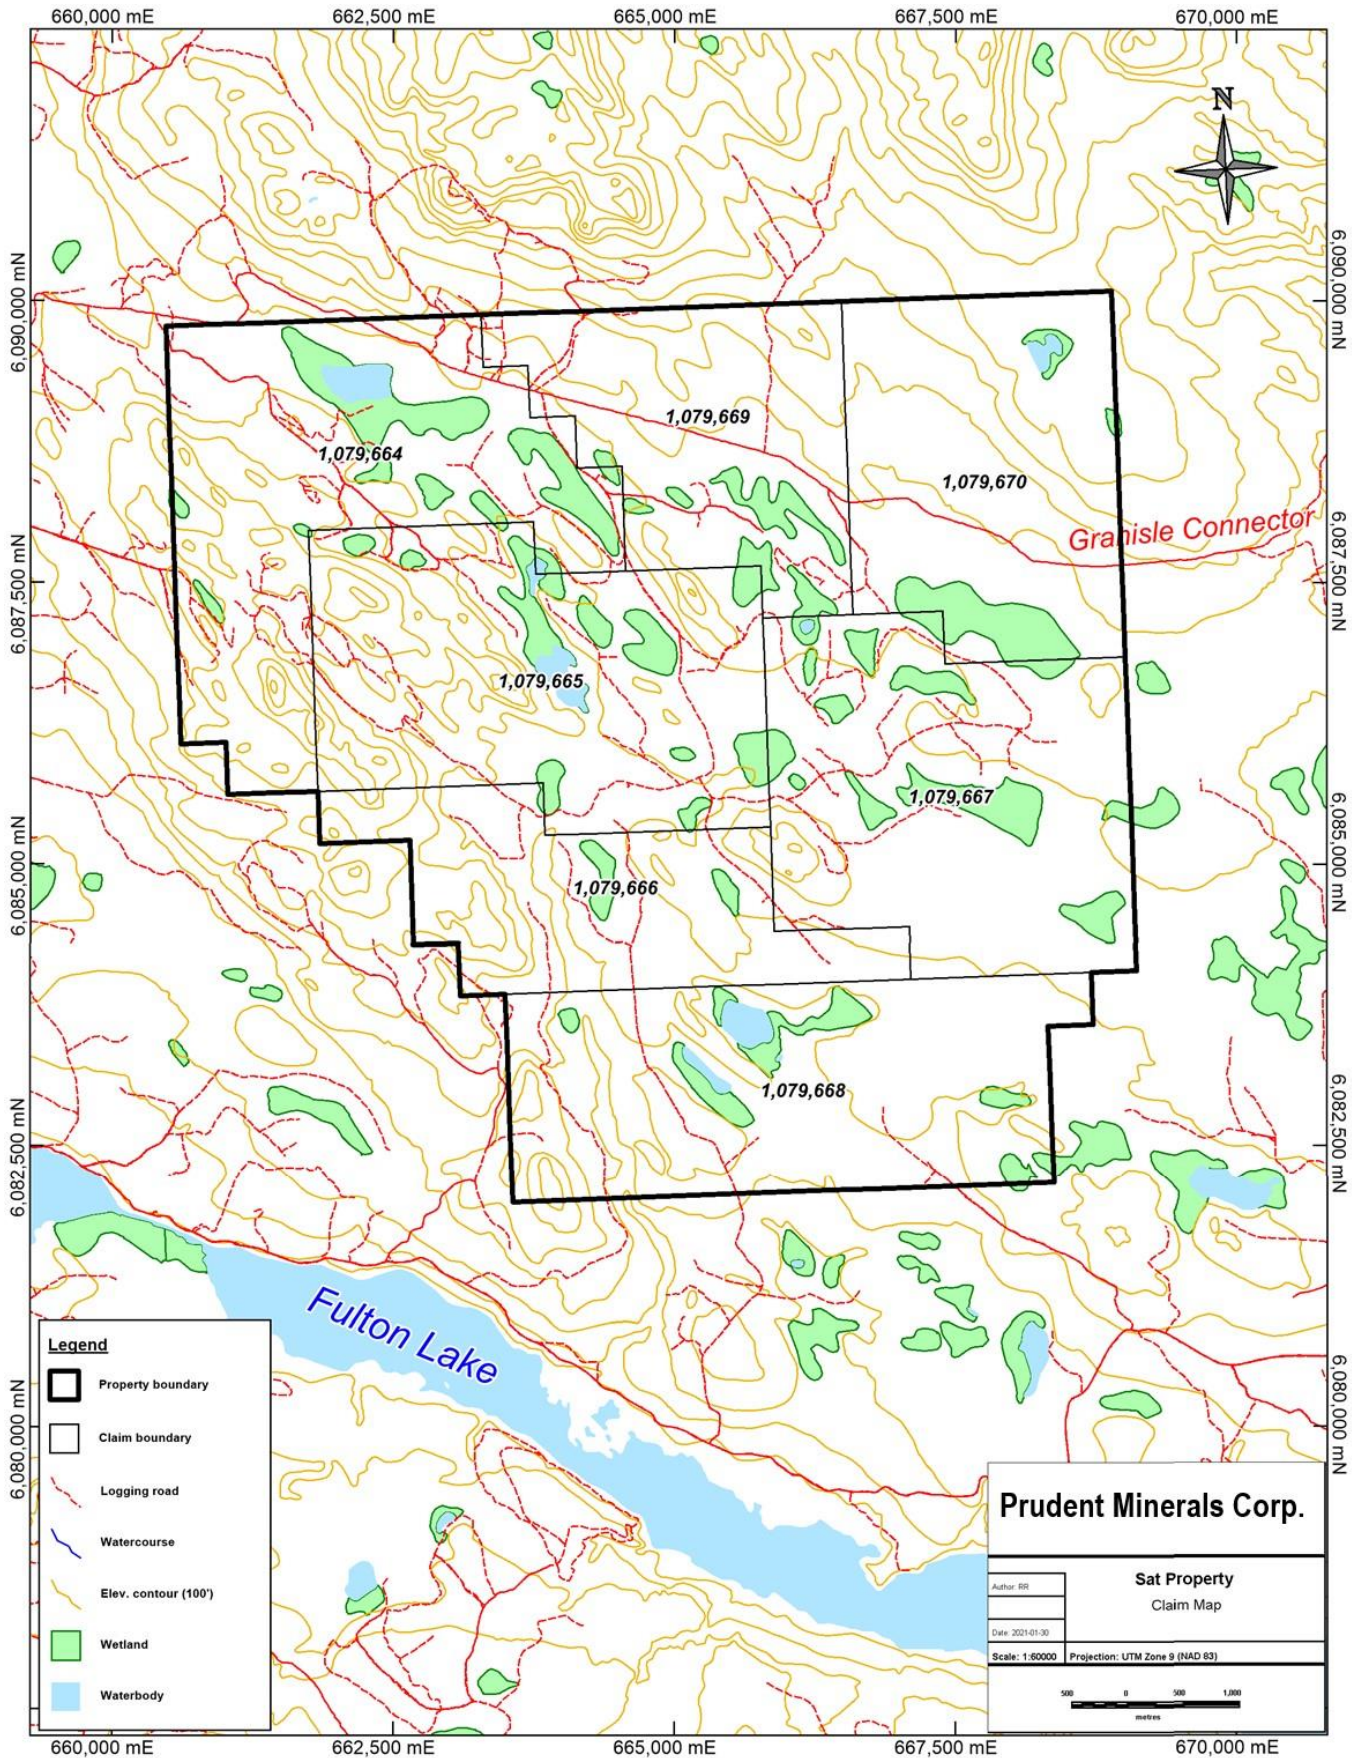 660,000 mE 662,500 mE 665,000 mE 667,500 mE 670,000 mE
N
6,090,000 mN
6,090,000 mN
1,079,669
1,079,664
1,079,670
Granisle Connector
6,087,500 mN
6,087,500 mN
1,079,665
1,079,667
6,085,000 mN
6,085,000 mN
1,079,666
1,079,668
6,082,500 mN
6,082,500 mN
Fulton Lake
6,080,000 mN
6,080,000 mN
Legend
Property boundary
Claim boundary
Logging road
Watercourse
Elev. contour (100')
Wetland
Waterbody
Prudent Minerals Corp.
Sat Property
Claim Map
Author: RR
Date: 2021-01-30
Scale: 1:60000 Projection: UTM Zone 9 (NAD 83)
500 0 500 1,000
metres
660,000 mE 662,500 mE 665,000 mE 667,500 mE 670,000 mE